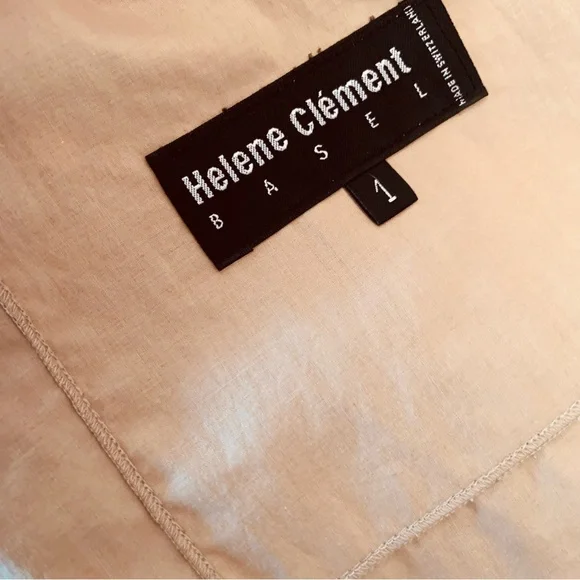 Helene Clément
BASEL
MADE IN SWITZERLAND
1